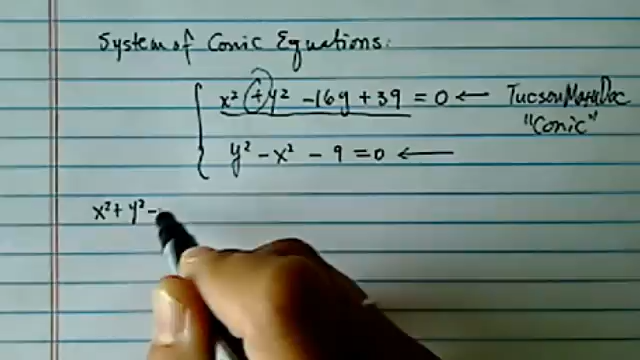 System of Conic Equations:
x² + y² - 16y + 39 = 0 ← TucsonMathDoc
"Conic"
y² - x² - 9 = 0 ←
x² + y² -